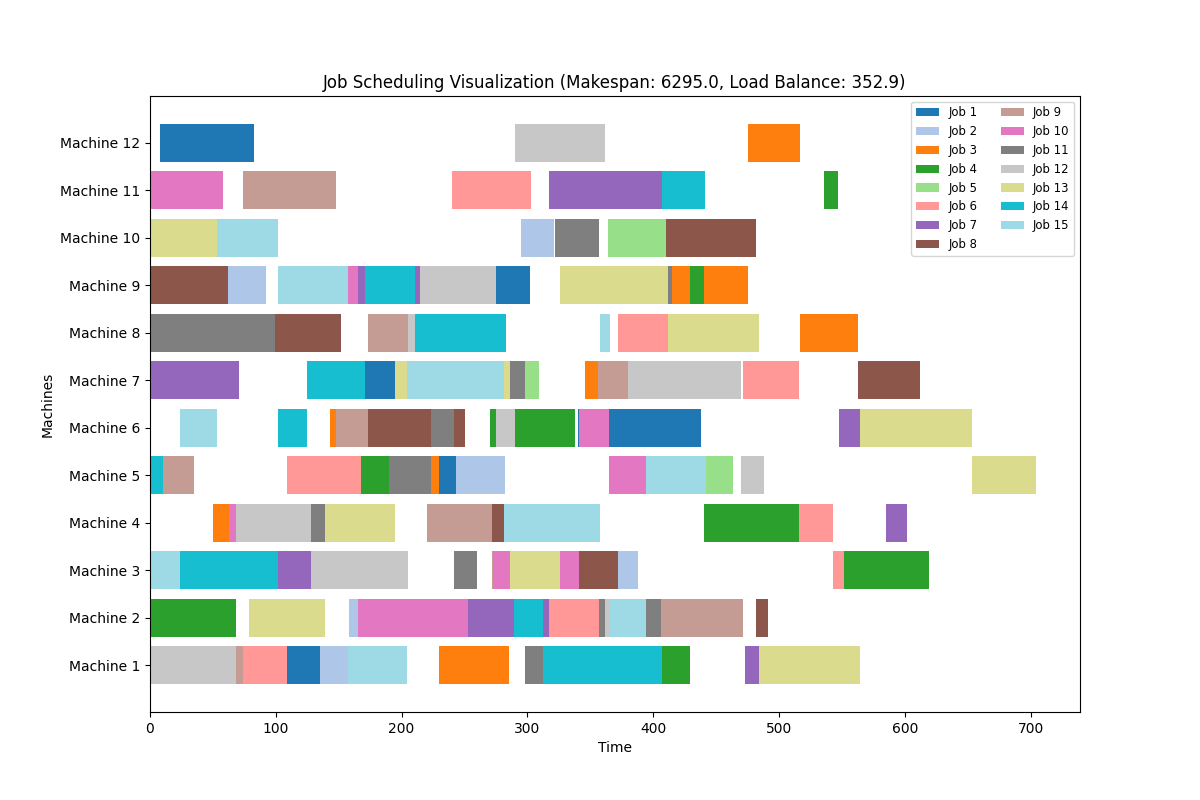 Job Scheduling Visualization (Makespan: 6295.0, Load Balance: 352.9)
Machines
Machine 12
Machine 11
Machine 10
Machine 9
Machine 8
Machine 7
Machine 6
Machine 5
Machine 4
Machine 3
Machine 2
Machine 1
0 100 200 300 400 500 600 700
Time
Job 1
Job 2
Job 3
Job 4
Job 5
Job 6
Job 7
Job 8
Job 9
Job 10
Job 11
Job 12
Job 13
Job 14
Job 15